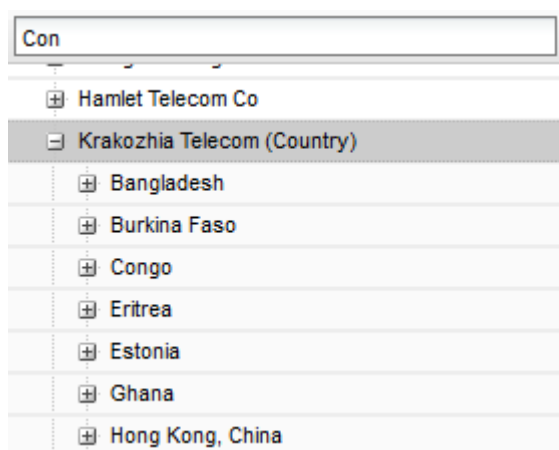 Con
Hamlet Telecom Co
Krakozhia Telecom (Country)
Bangladesh
Burkina Faso
Congo
Eritrea
Estonia
Ghana
Hong Kong, China